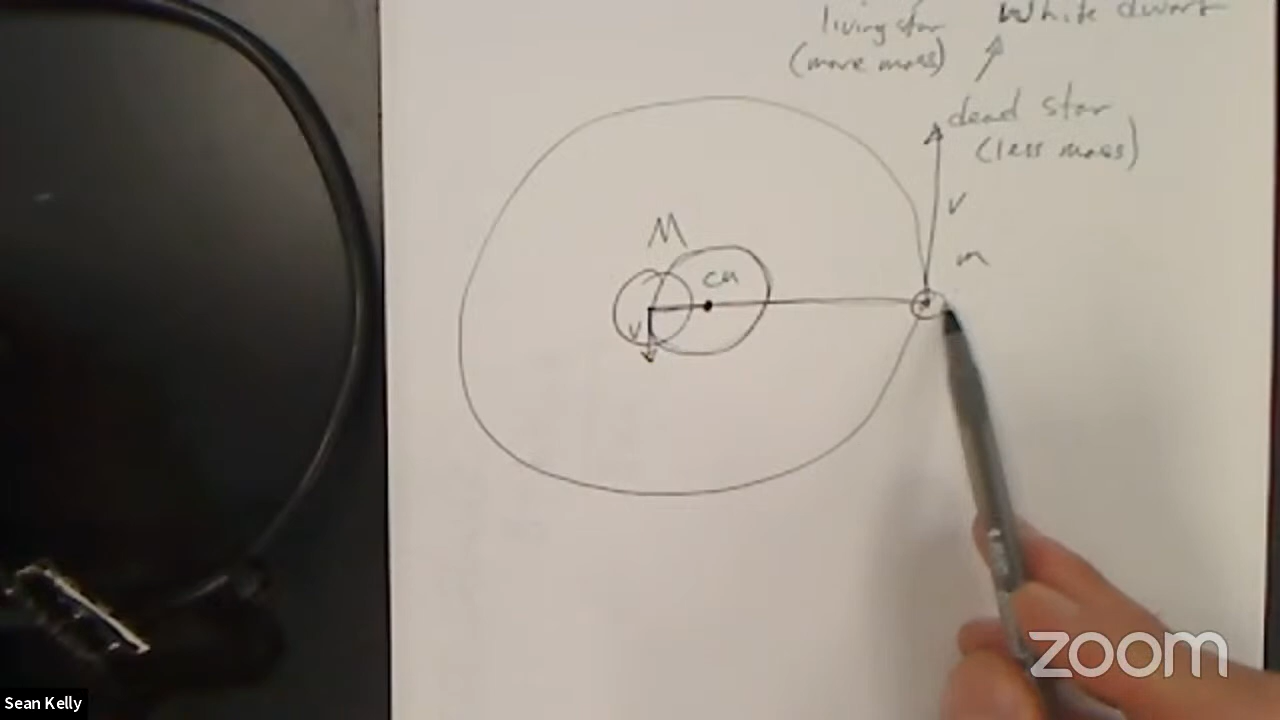 living star
White dwarf
(more mass)
dead star
(less mass)
v
M
m
CM
v
zoom
Sean Kelly